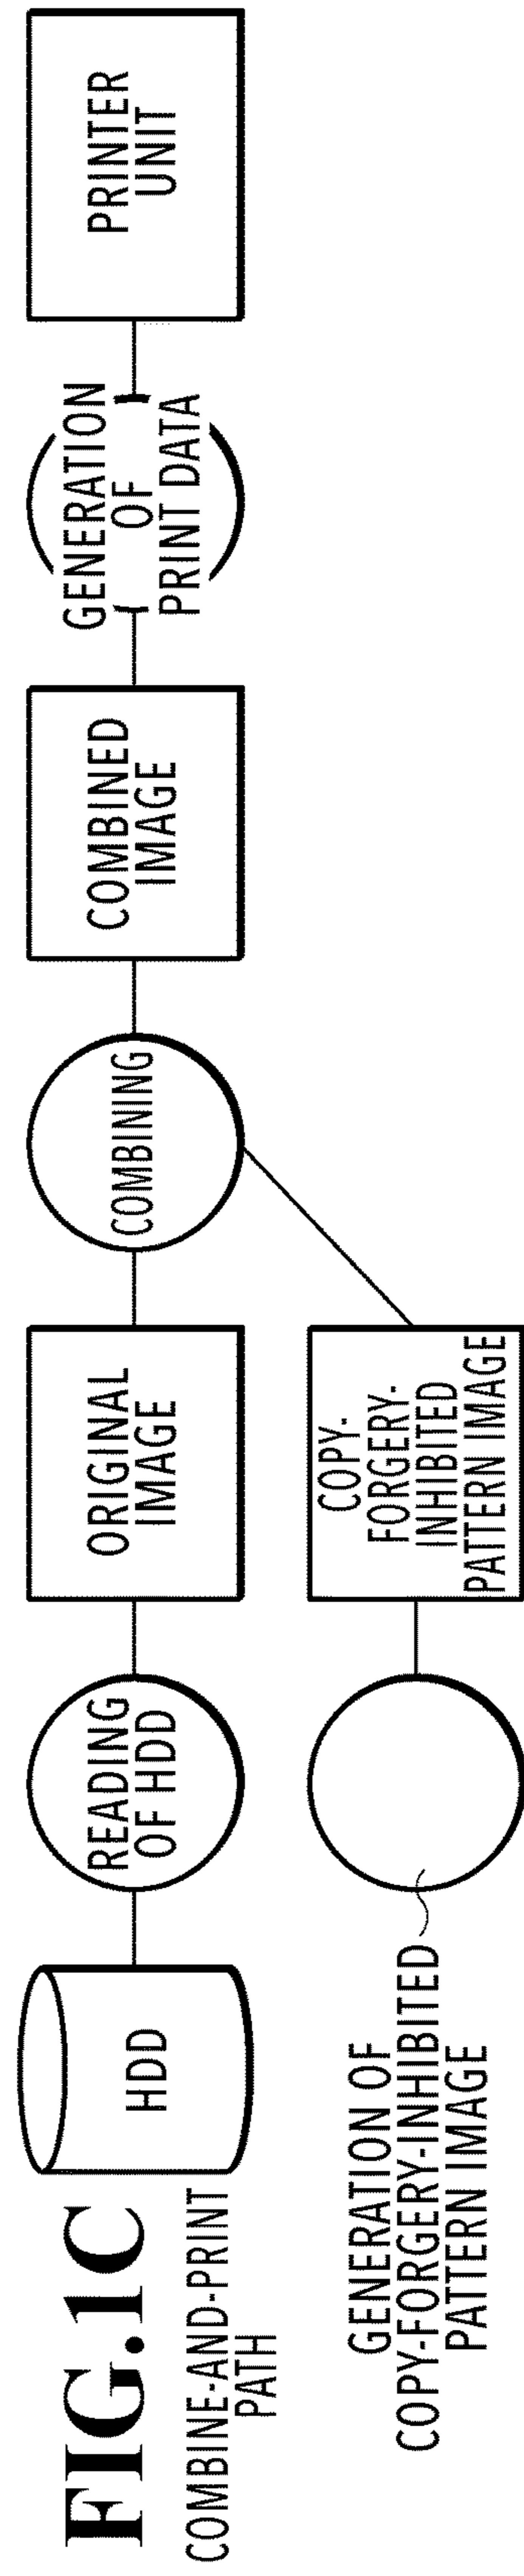 FIG.1C
COMBINE-AND-PRINT
PATH
HDD
READING
OF HDD
ORIGINAL
IMAGE
COMBINING
COMBINED
IMAGE
GENERATION
OF
PRINT DATA
PRINTER
UNIT
GENERATION OF
COPY-FORGERY-INHIBITED
PATTERN IMAGE
COPY-
FORGERY-
INHIBITED
PATTERN IMAGE